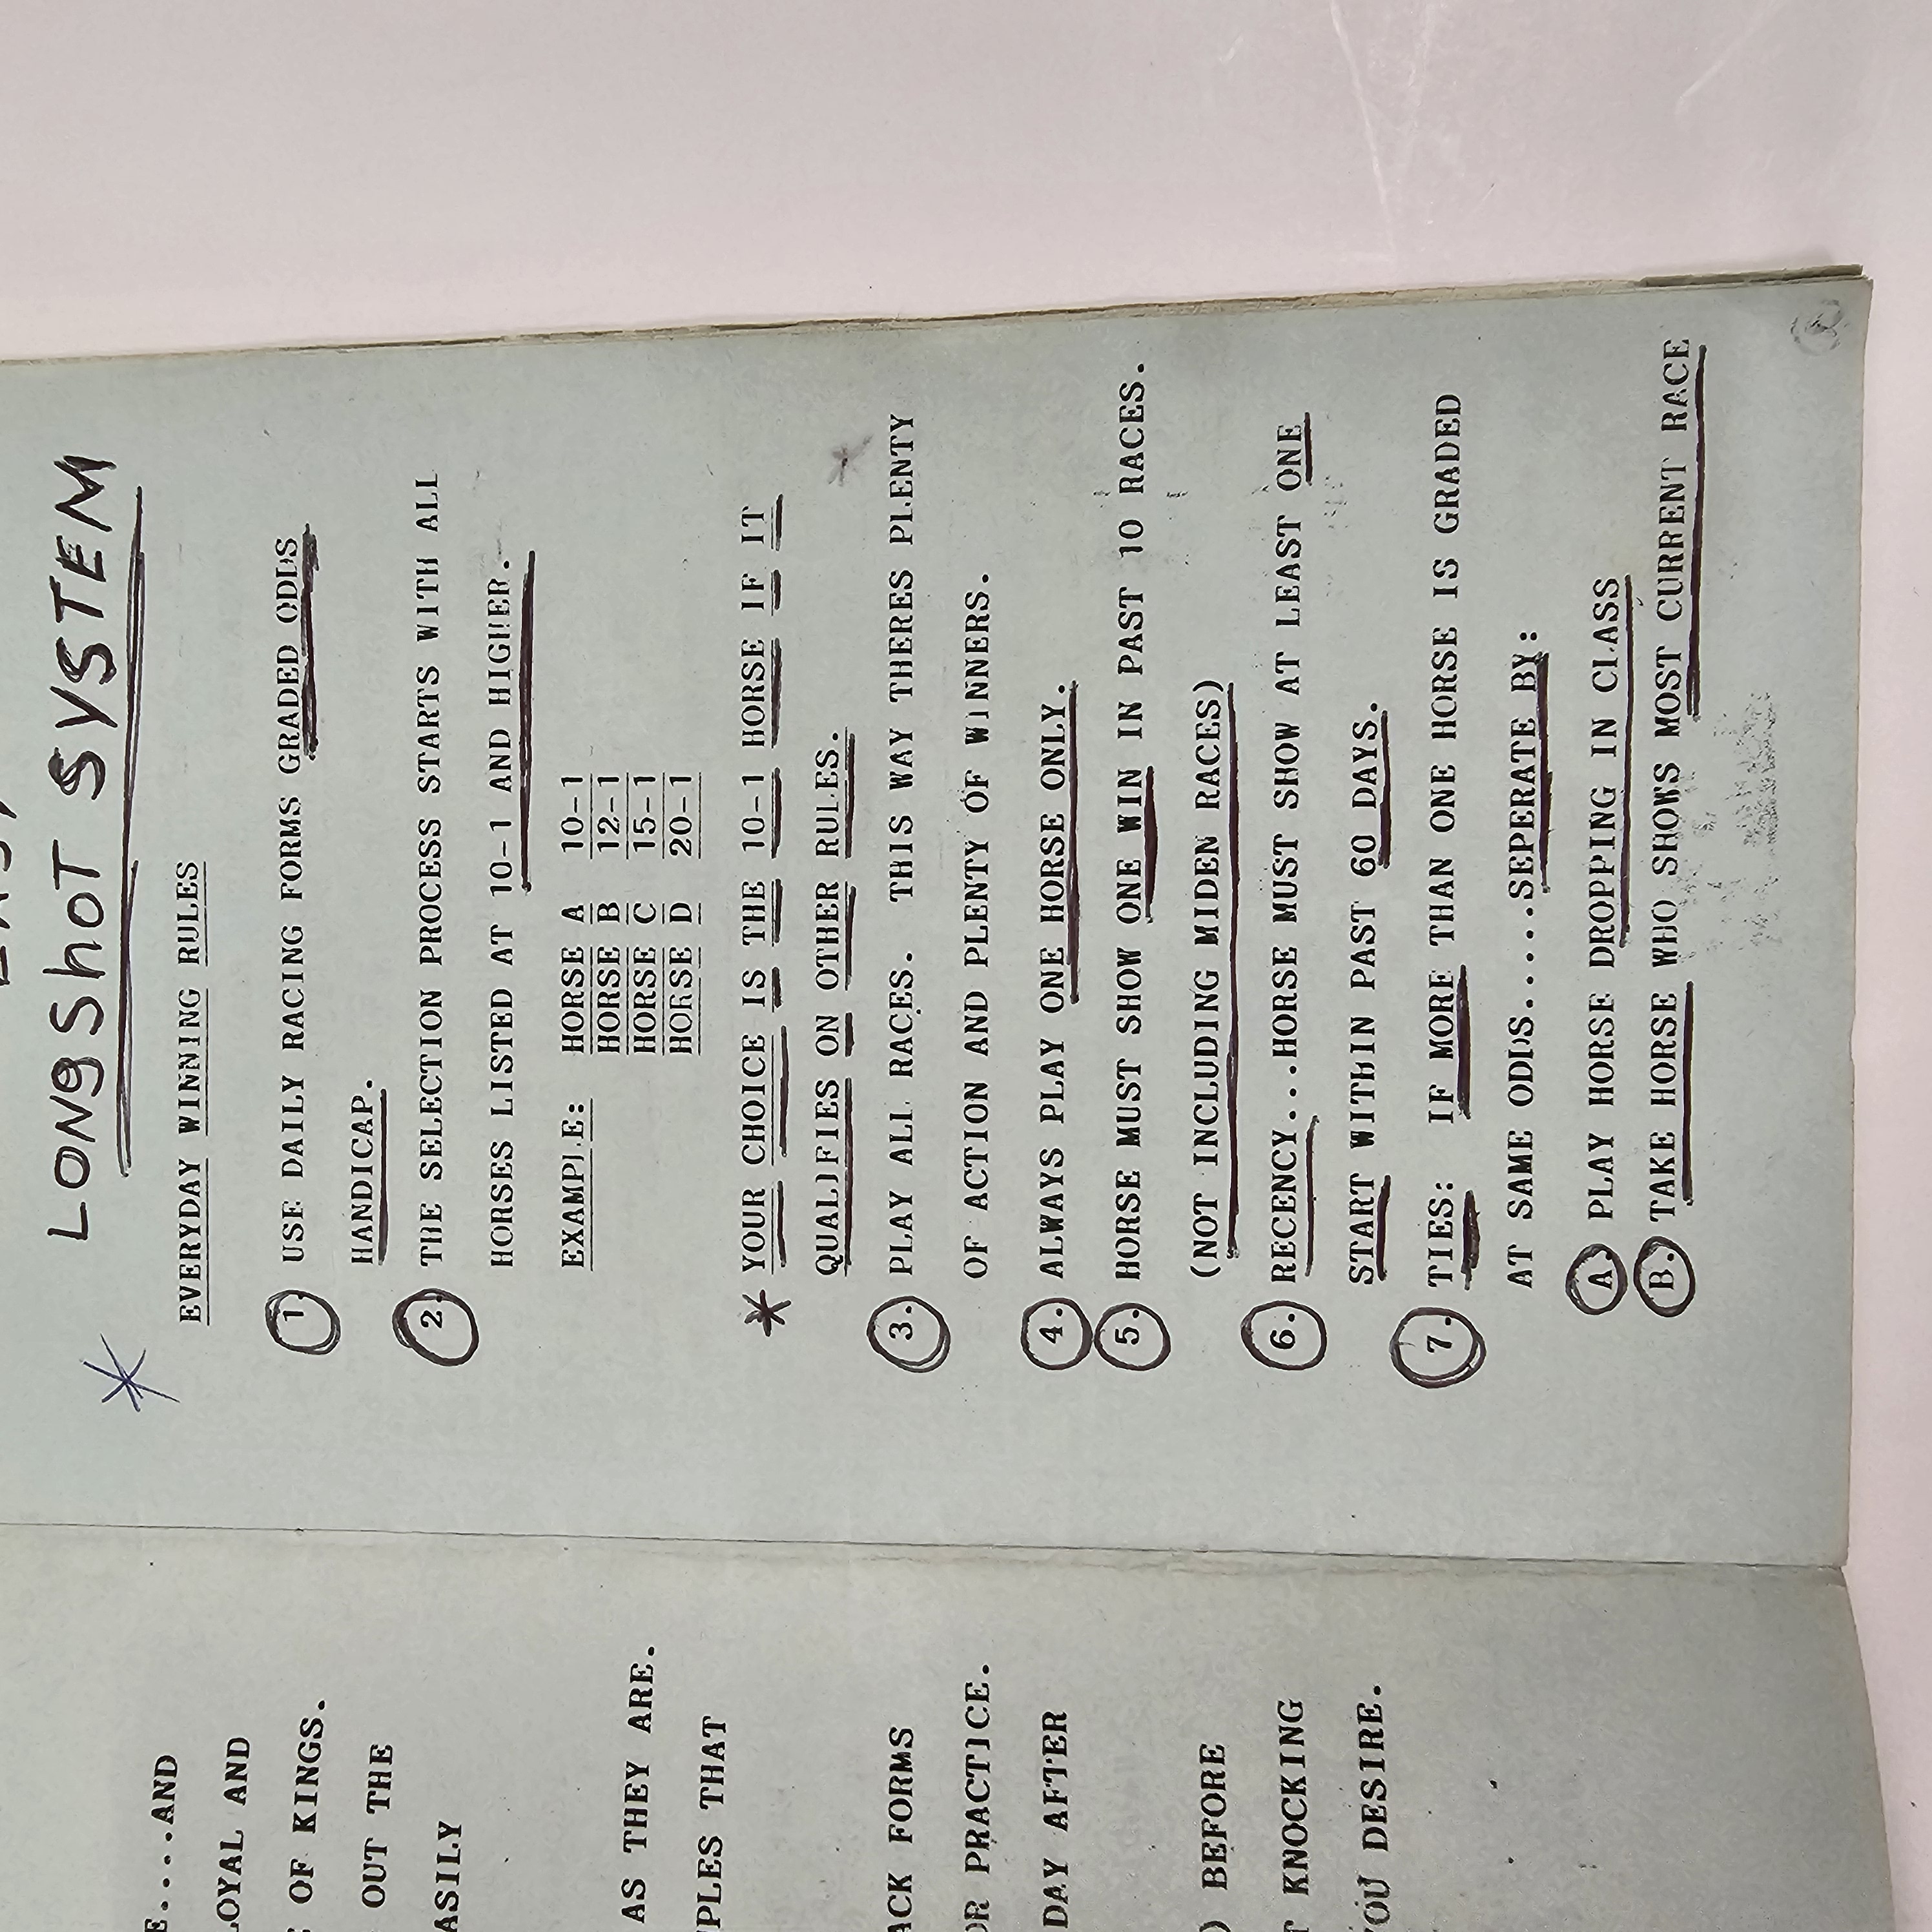 E....AND
LOYAL AND
OF KINGS.
OUT THE
ASILY
AS THEY ARE.
PLES THAT
ACK FORMS
OR PRACTICE.
DAY AFTER
) BEFORE
T KNOCKING
YOU DESIRE.
EASY
LONGShoT SYSTEM
EVERYDAY WINNING RULES
1. USE DAILY RACING FORMS GRADED ODDS
HANDICAP.
2. THE SELECTION PROCESS STARTS WITH ALL
HORSES LISTED AT 10-1 AND HIGHER.
EXAMPLE: HORSE A 10-1
HORSE B 12-1
HORSE C 15-1
HORSE D 20-1
* YOUR CHOICE IS THE 10-1 HORSE IF IT
QUALIFIES ON OTHER RULES.
3. PLAY ALL RACES. THIS WAY THERES PLENTY
OF ACTION AND PLENTY OF WINNERS.
4. ALWAYS PLAY ONE HORSE ONLY.
5. HORSE MUST SHOW ONE WIN IN PAST 10 RACES.
(NOT INCLUDING MIDEN RACES)
6. RECENCY...HORSE MUST SHOW AT LEAST ONE
START WITHIN PAST 60 DAYS.
7. TIES: IF MORE THAN ONE HORSE IS GRADED
AT SAME ODDS.....SEPERATE BY:
A. PLAY HORSE DROPPING IN CLASS
B. TAKE HORSE WHO SHOWS MOST CURRENT RACE